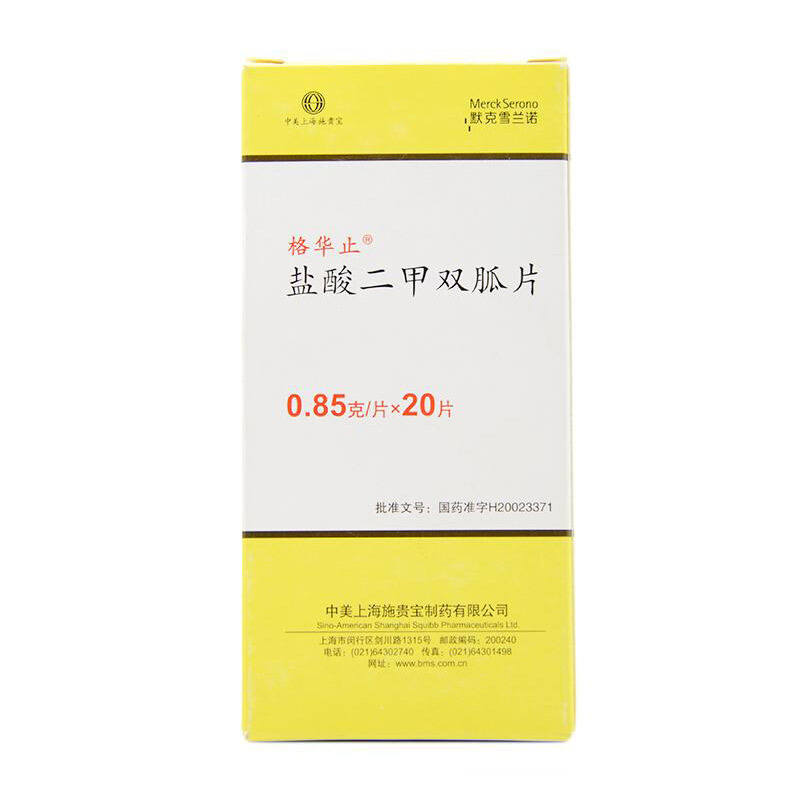 中美上海施贵宝
Merck Serono
默克雪兰诺
格华止®
盐酸二甲双胍片
0.85克/片×20片
批准文号：国药准字H20023371
中美上海施贵宝制药有限公司
Sino-American Shanghai Squibb Pharmaceuticals Ltd.
上海市闵行区剑川路1315号 邮政编码：200240
电话：(021)64302740 传真：(021)64301498
网址：www.bms.com.cn